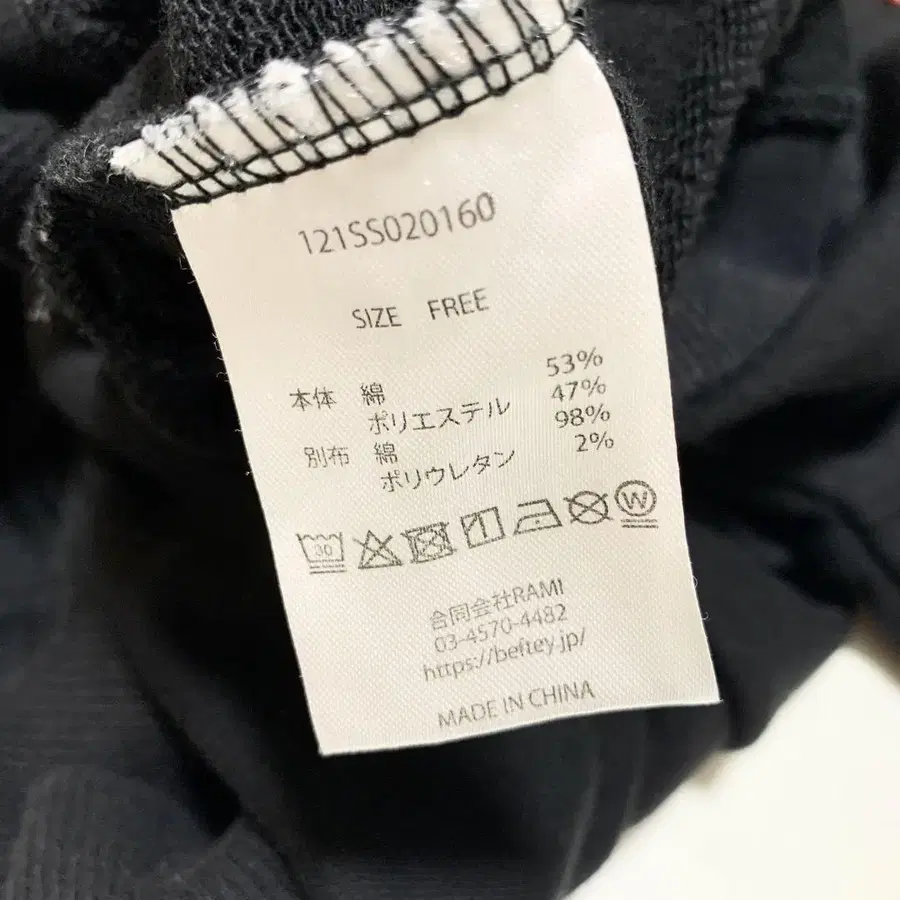 121SS020160
SIZE FREE
本体 綿 53%
ポリエステル 47%
別布 綿 98%
ポリウレタン 2%
30 W
合同会社RAMI
03-4570-4482
https://beftey.jp/
MADE IN CHINA